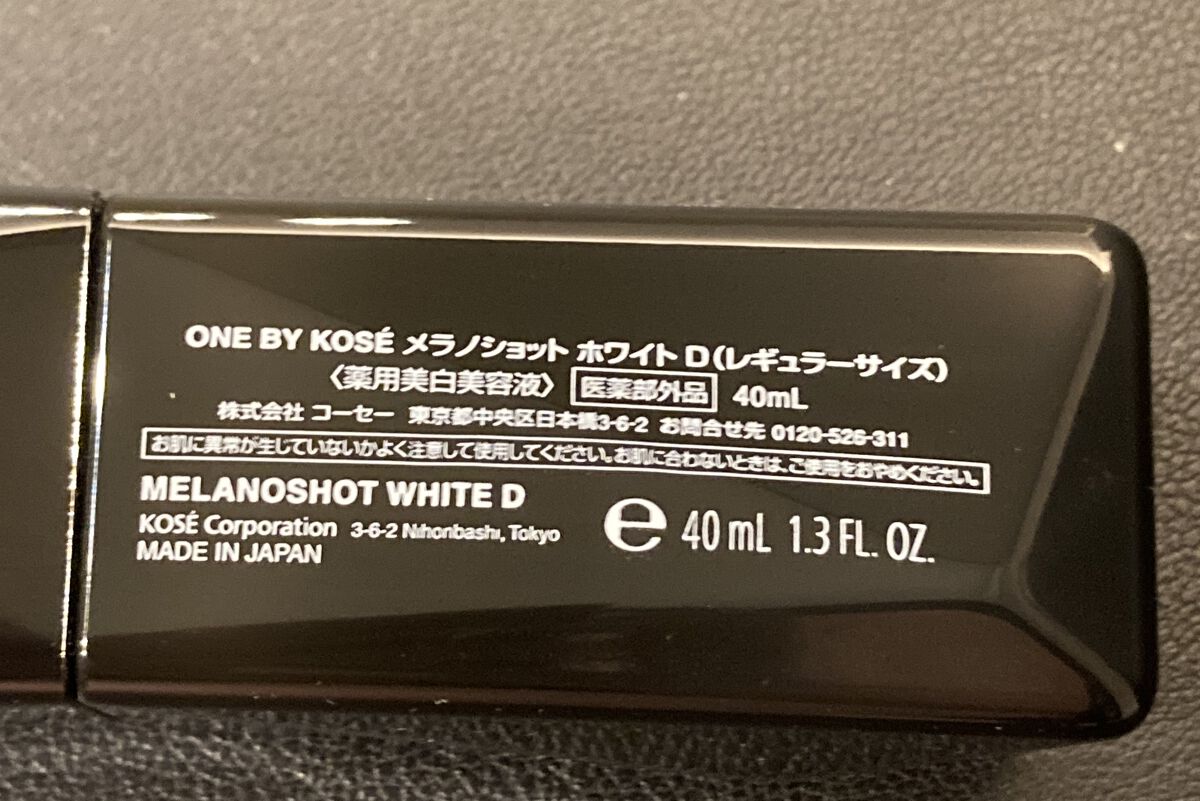 ONE BY KOSÉ メラノショット ホワイト D(レギュラーサイズ)
〈薬用美白美容液〉 医薬部外品 40mL
株式会社 コーセー 東京都中央区日本橋3-6-2 お問合せ先 0120-526-311
お肌に異常が生じていないかよく注意して使用してください。お肌に合わないときは、ご使用をおやめください。
MELANOSHOT WHITE D
KOSÉ Corporation 3-6-2 Nihonbashi, Tokyo
MADE IN JAPAN
e 40 mL 1.3 FL. OZ.